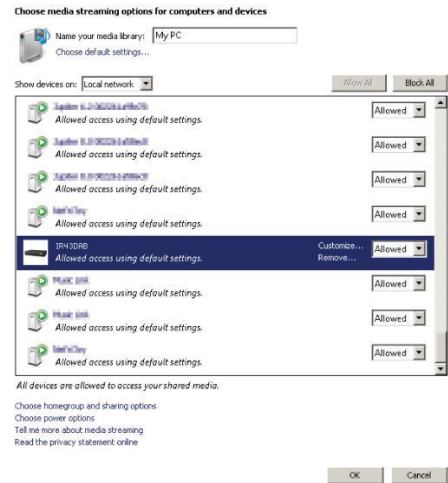 Choose media streaming options for computers and devices
Name your media library: My PC
Choose default settings...
Show devices on: Local network
Allow All
Block All
Allowed
Allowed access using default settings.
Allowed
Allowed access using default settings.
Allowed
Allowed access using default settings.
Allowed
Allowed access using default settings.
IR43DAB Customize... Allowed
Allowed access using default settings. Remove...
Allowed
Allowed access using default settings.
Allowed
Allowed access using default settings.
Allowed
Allowed access using default settings.
All devices are allowed to access your shared media.
Choose homegroup and sharing options
Choose power options
Tell me more about media streaming
Read the privacy statement online
OK
Cancel